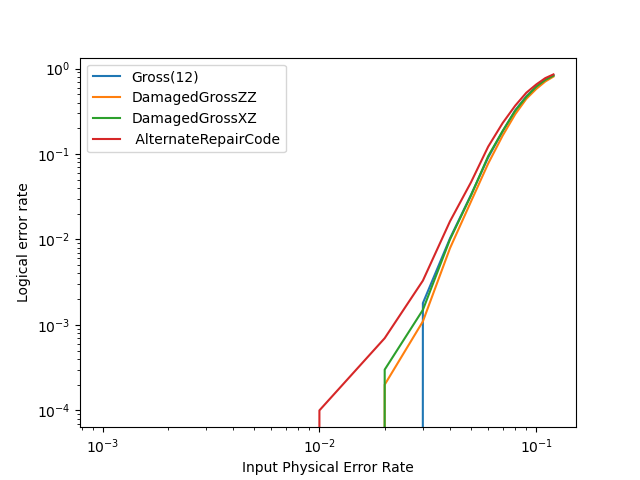 Gross(12)
DamagedGrossZZ
DamagedGrossXZ
AlternateRepairCode
Logical error rate
10⁰
10⁻¹
10⁻²
10⁻³
10⁻⁴
10⁻³ 10⁻² 10⁻¹
Input Physical Error Rate